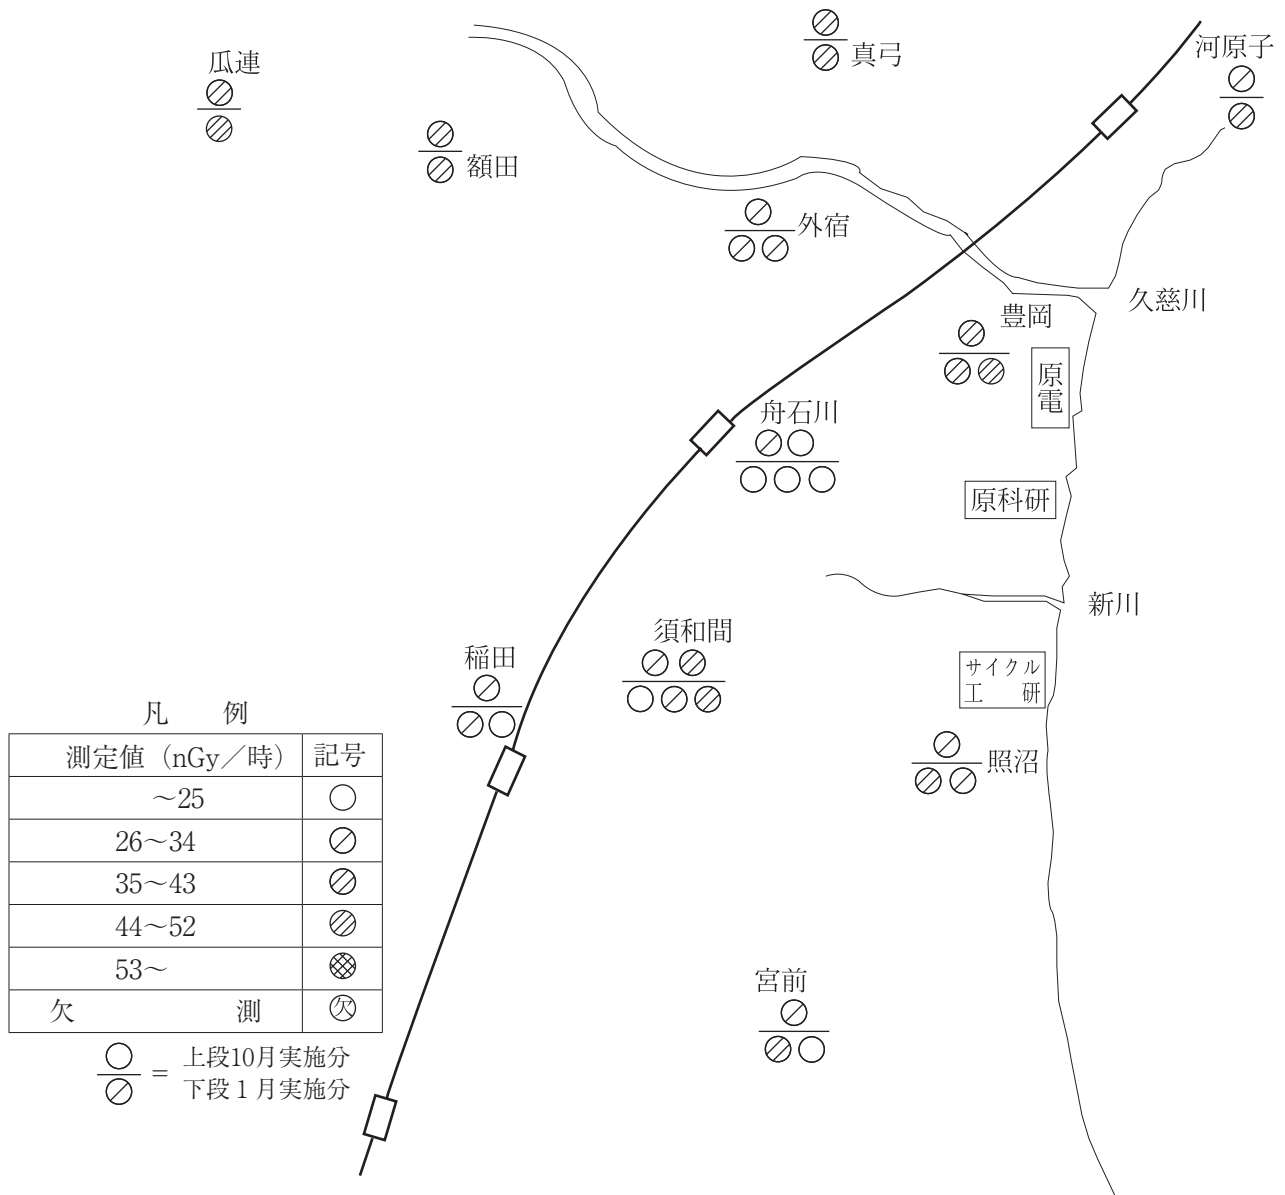 真弓
河原子
瓜連
額田
外宿
久慈川
豊岡
原電
舟石川
原科研
新川
須和間
稲田
サイクル
工 研
照沼
凡 例
測定値（nGy／時） 記号
～25
26～34
35～43
44～52
53～
欠 測 欠
宮前
= 上段10月実施分
下段１月実施分